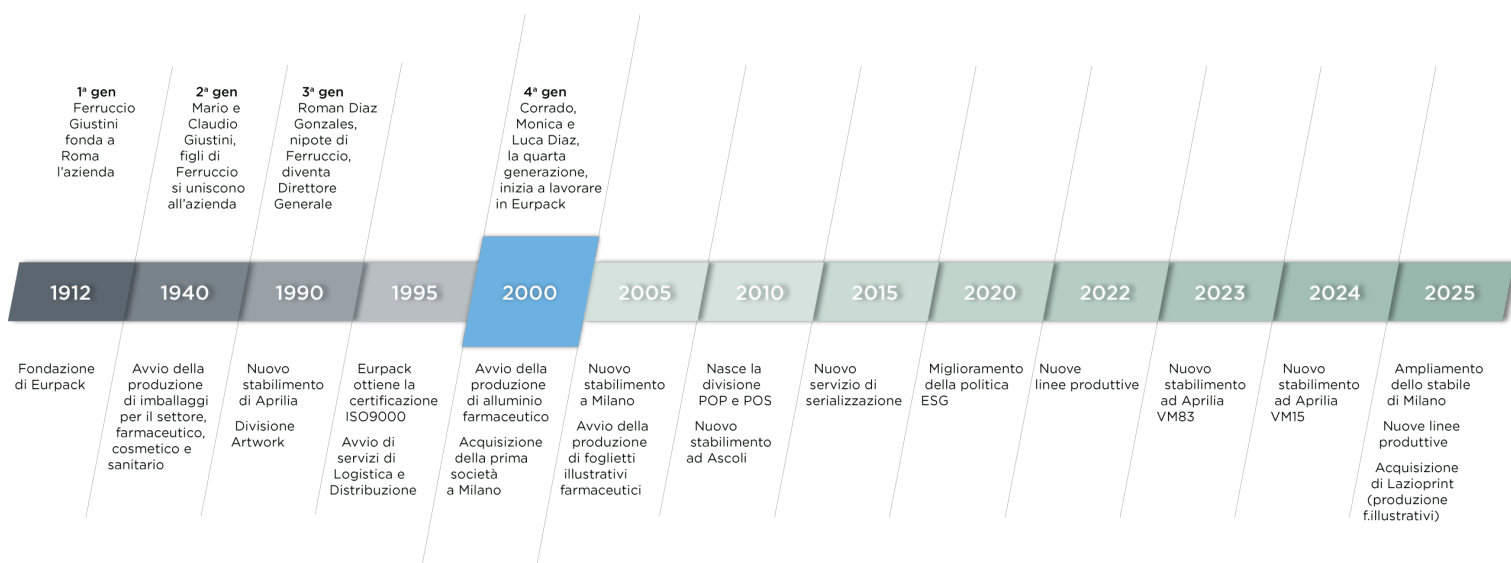 1ª gen
Ferruccio
Giustini
fonda a
Roma
l'azienda
2ª gen
Mario e
Claudio
Giustini,
figli di
Ferruccio
si uniscono
all'azienda
3ª gen
Roman Diaz
Gonzales,
nipote di
Ferruccio,
diventa
Direttore
Generale
4ª gen
Corrado,
Monica e
Luca Diaz,
la quarta
generazione,
inizia a lavorare
in Eurpack
1912
1940
1990
1995
2000
2005
2010
2015
2020
2022
2023
2024
2025
Fondazione
di Eurpack
Avvio della
produzione
di imballaggi
per il settore,
farmaceutico,
cosmetico e
sanitario
Nuovo
stabilimento
di Aprilia
Divisione
Artwork
Eurpack
ottiene la
certificazione
ISO9000
Avvio di
servizi di
Logistica e
Distribuzione
Avvio della
produzione
di alluminio
farmaceutico
Acquisizione
della prima
società
a Milano
Nuovo
stabilimento
a Milano
Avvio della
produzione
di foglietti
illustrativi
farmaceutici
Nasce la
divisione
POP e POS
Nuovo
stabilimento
ad Ascoli
Nuovo
servizio di
serializzazione
Miglioramento
della politica
ESG
Nuove
linee produttive
Nuovo
stabilimento
ad Aprilia
VM83
Nuovo
stabilimento
ad Aprilia
VM15
Ampliamento
dello stabile
di Milano
Nuove linee
produttive
Acquisizione
di Lazioprint
(produzione
f.illustrativi)